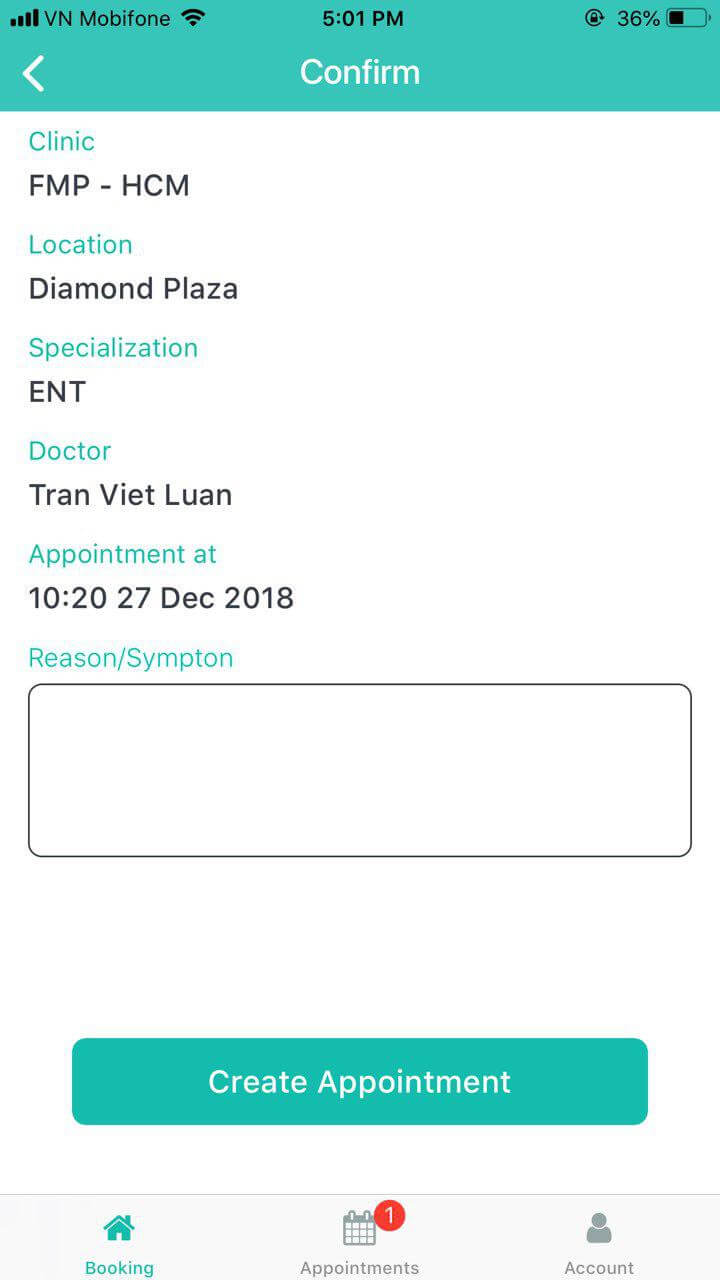 VN Mobifone 5:01 PM 36%
Confirm
Clinic
FMP - HCM
Location
Diamond Plaza
Specialization
ENT
Doctor
Tran Viet Luan
Appointment at
10:20 27 Dec 2018
Reason/Sympton
Create Appointment
1
Booking Appointments Account